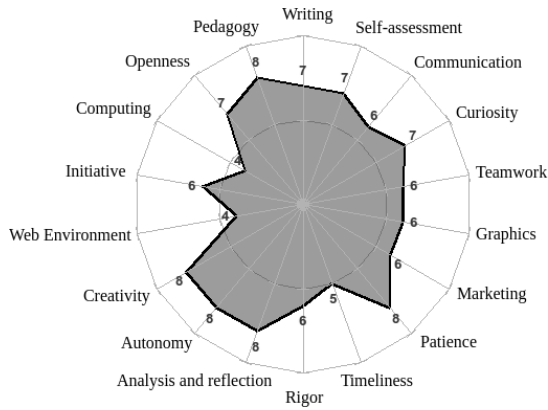 Writing
Self-assessment
Communication
Curiosity
Teamwork
Graphics
Marketing
Patience
Timeliness
Rigor
Analysis and reflection
Autonomy
Creativity
Web Environment
Initiative
Computing
Openness
Pedagogy
7
7
6
7
6
6
6
8
5
6
8
8
8
4
6
4
7
8